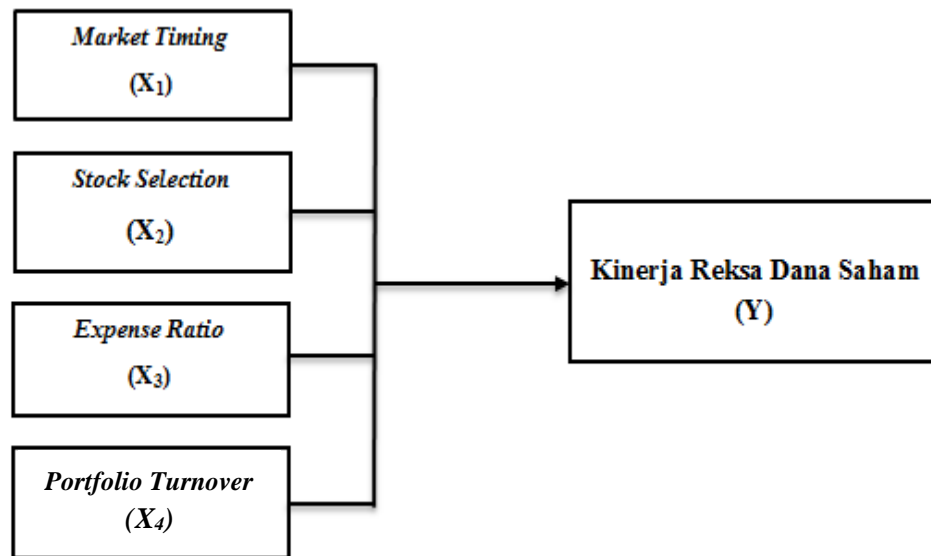 Market Timing
(X₁)
Stock Selection
(X₂)
Expense Ratio
(X₃)
Portfolio Turnover
(X₄)
Kinerja Reksa Dana Saham
(Y)